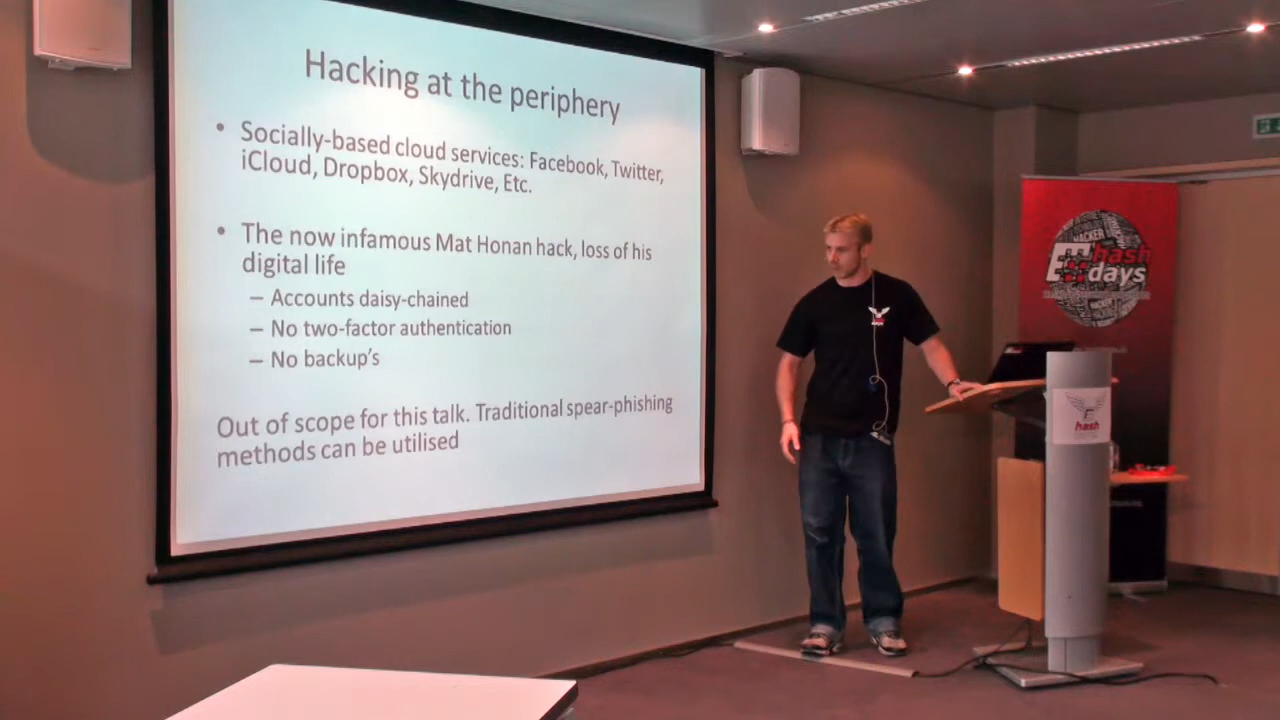 Hacking at the periphery
• Socially-based cloud services: Facebook, Twitter,
iCloud, Dropbox, Skydrive, Etc.
• The now infamous Mat Honan hack, loss of his
digital life
– Accounts daisy-chained
– No two-factor authentication
– No backup's
Out of scope for this talk. Traditional spear-phishing
methods can be utilised
HACKER
hash
days
hash